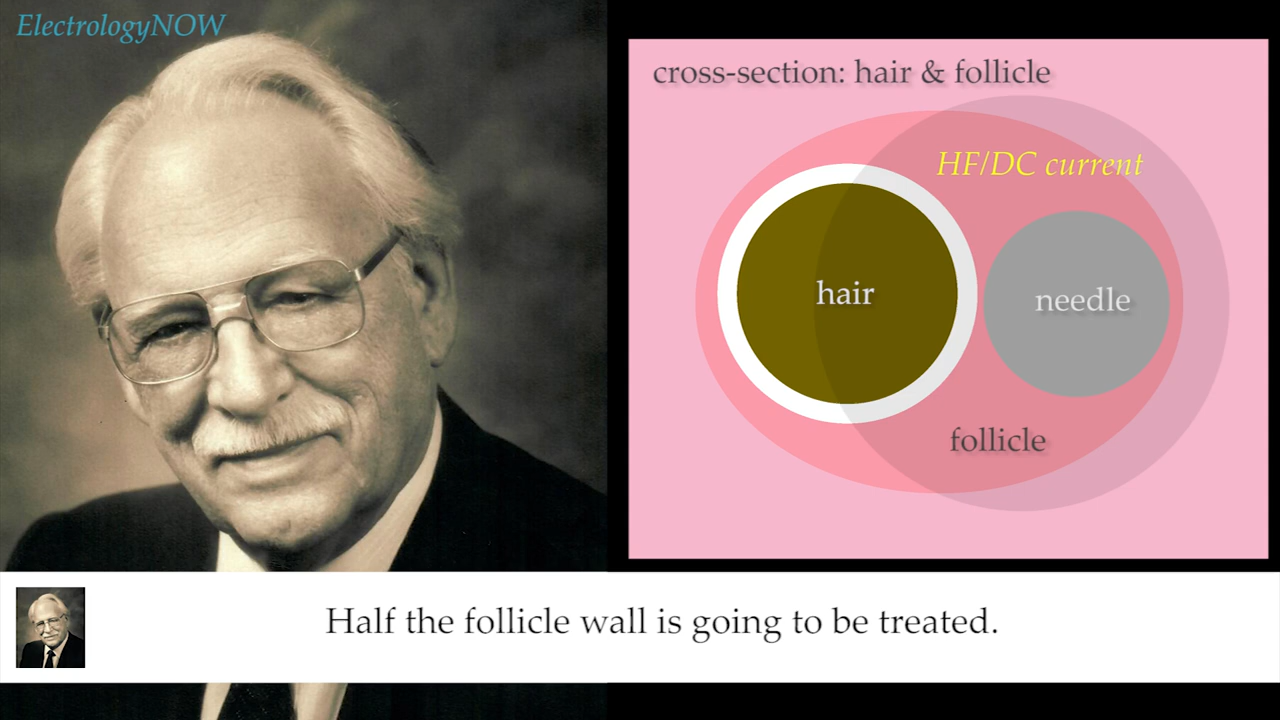 ElectrologyNOW
cross-section: hair & follicle
HF/DC current
hair
needle
follicle
Half the follicle wall is going to be treated.